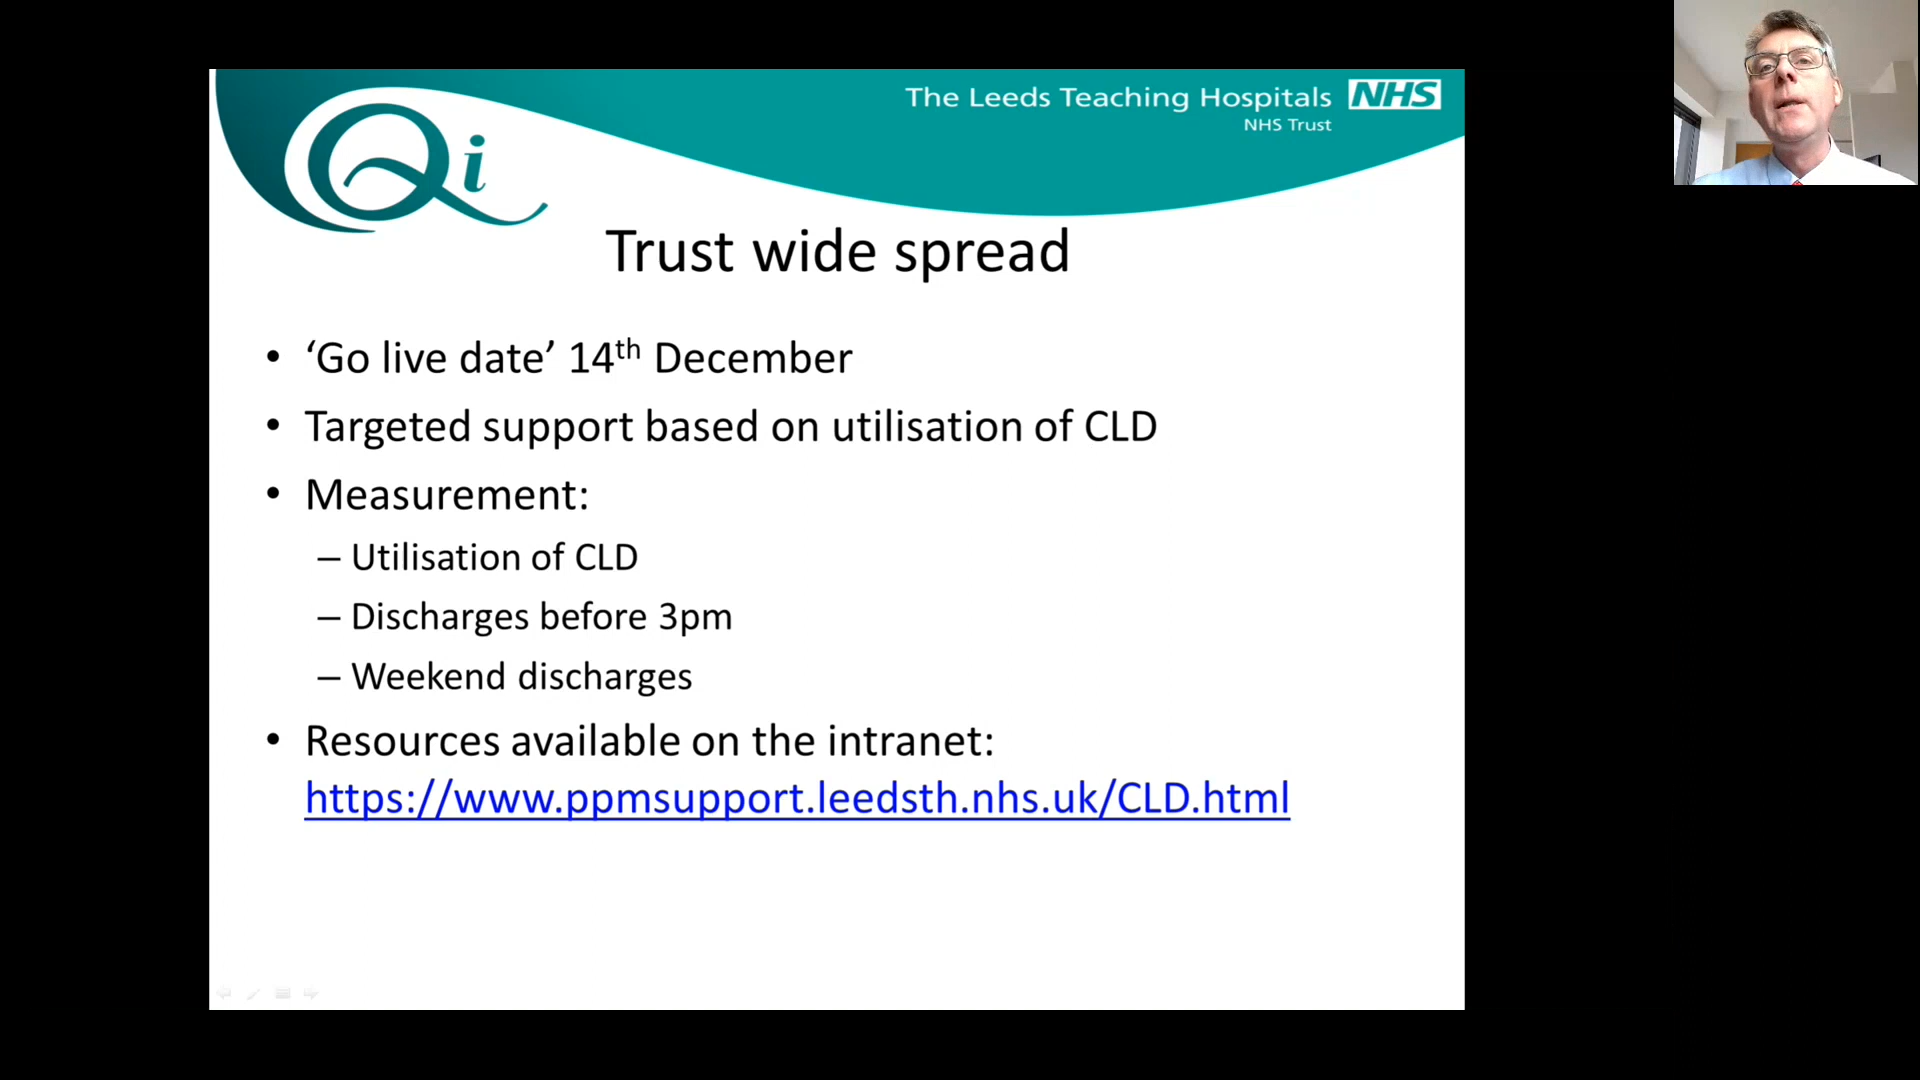 The Leeds Teaching Hospitals NHS
NHS Trust
Qi
Trust wide spread
• ‘Go live date’ 14th December
• Targeted support based on utilisation of CLD
• Measurement:
– Utilisation of CLD
– Discharges before 3pm
– Weekend discharges
• Resources available on the intranet:
https://www.ppmsupport.leedsth.nhs.uk/CLD.html